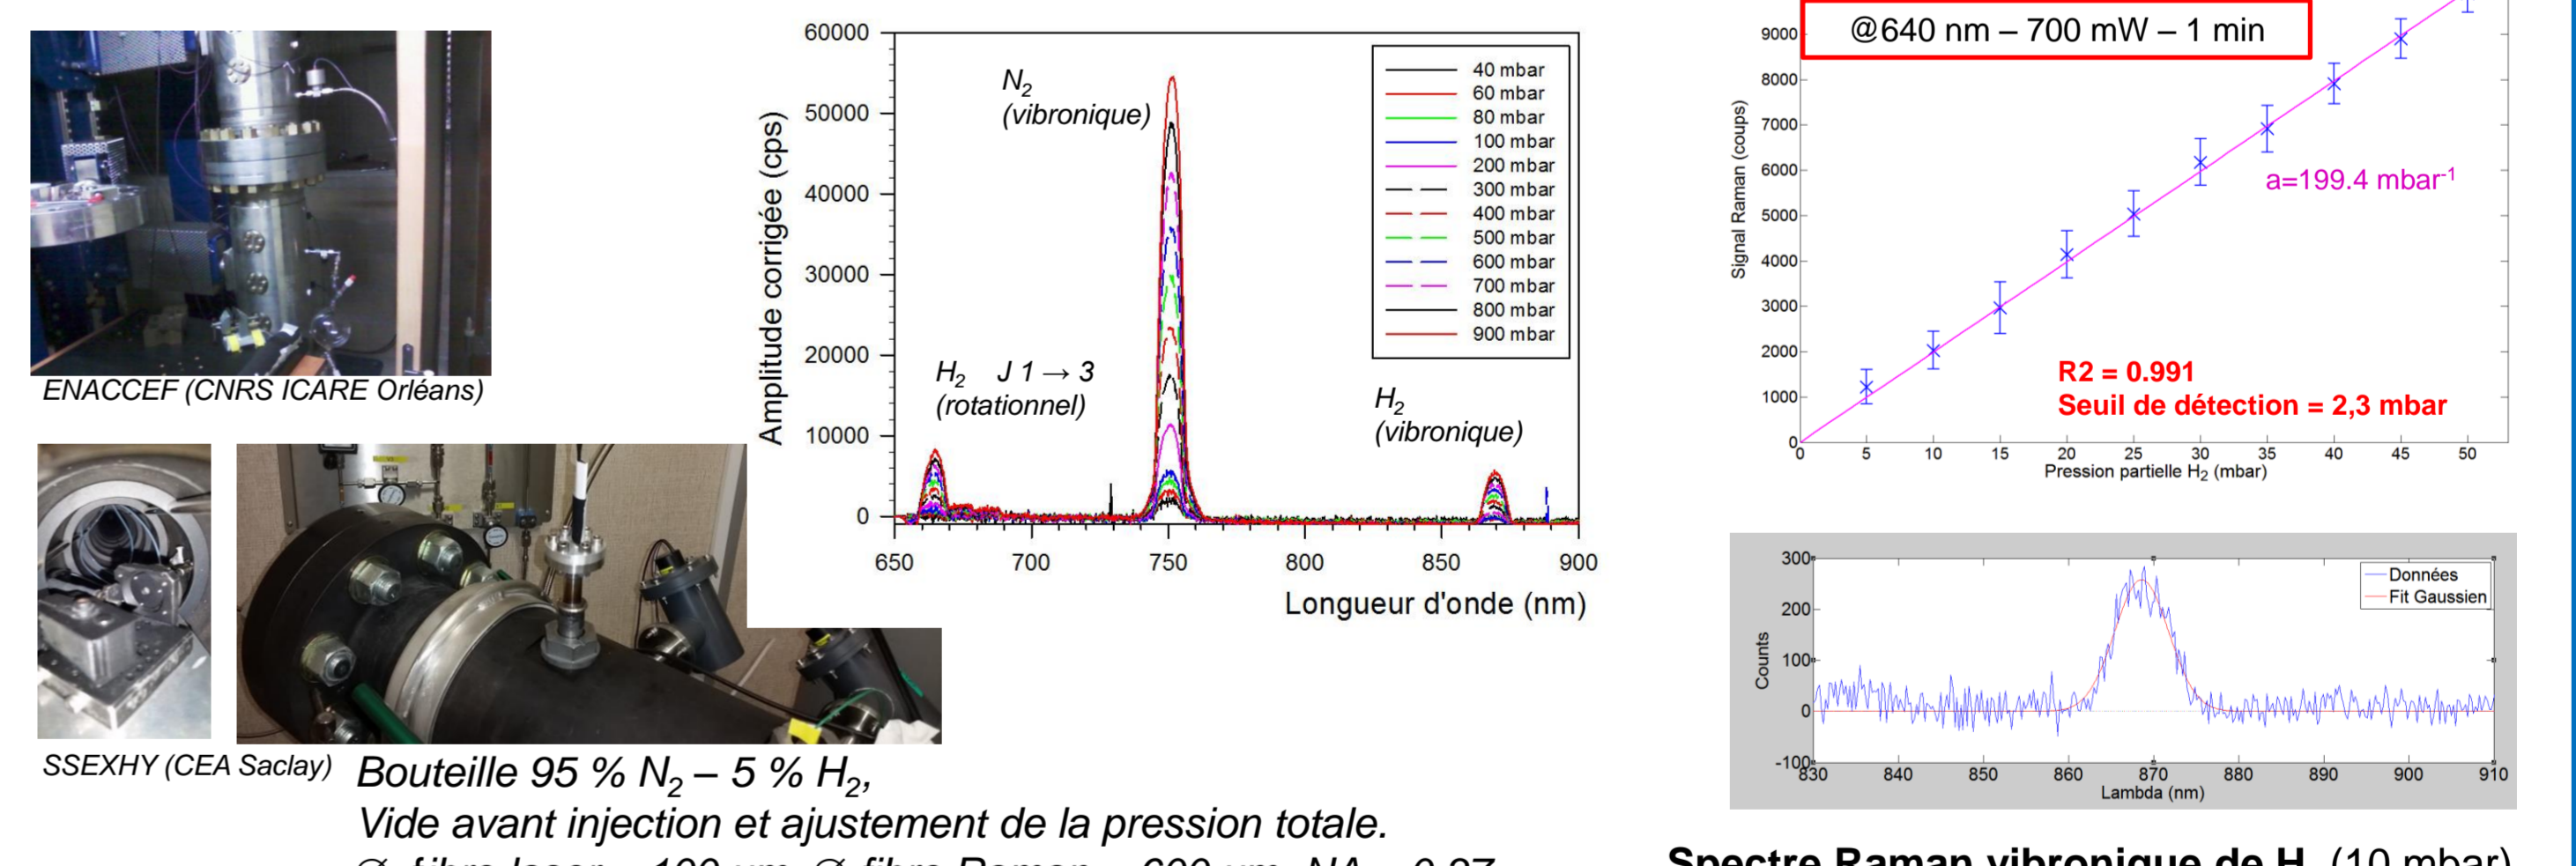 ENACCEF (CNRS ICARE Orléans)
SSEXHY (CEA Saclay)
Amplitude corrigée (cps)
60000
50000
40000
30000
20000
10000
0
650 700 750 800 850 900
Longueur d'onde (nm)
N2
(vibronique)
H2 J 1 → 3
(rotationnel)
H2
(vibronique)
40 mbar
60 mbar
80 mbar
100 mbar
200 mbar
300 mbar
400 mbar
500 mbar
600 mbar
700 mbar
800 mbar
900 mbar
Bouteille 95 % N2 – 5 % H2,
Vide avant injection et ajustement de la pression totale.
@640 nm – 700 mW – 1 min
Signal Raman (coups)
9000
8000
7000
6000
5000
4000
3000
2000
1000
0
0 5 10 15 20 25 30 35 40 45 50
Pression partielle H2 (mbar)
a=199.4 mbar-1
R2 = 0.991
Seuil de détection = 2,3 mbar
Counts
300
200
100
0
-100
830 840 850 860 870 880 890 900 910
Lambda (nm)
Données
Fit Gaussien
Spectre Raman vibronique de H2 (10 mbar)